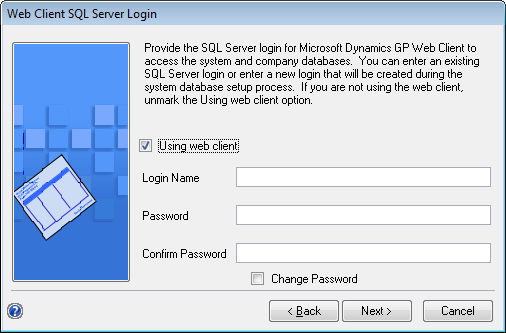 Web Client SQL Server Login
Provide the SQL Server login for Microsoft Dynamics GP Web Client to
access the system and company databases. You can enter an existing
SQL Server login or enter a new login that will be created during the
system database setup process. If you are not using the web client,
unmark the Using web client option.
Using web client
Login Name
Password
Confirm Password
Change Password
?
< Back
Next >
Cancel